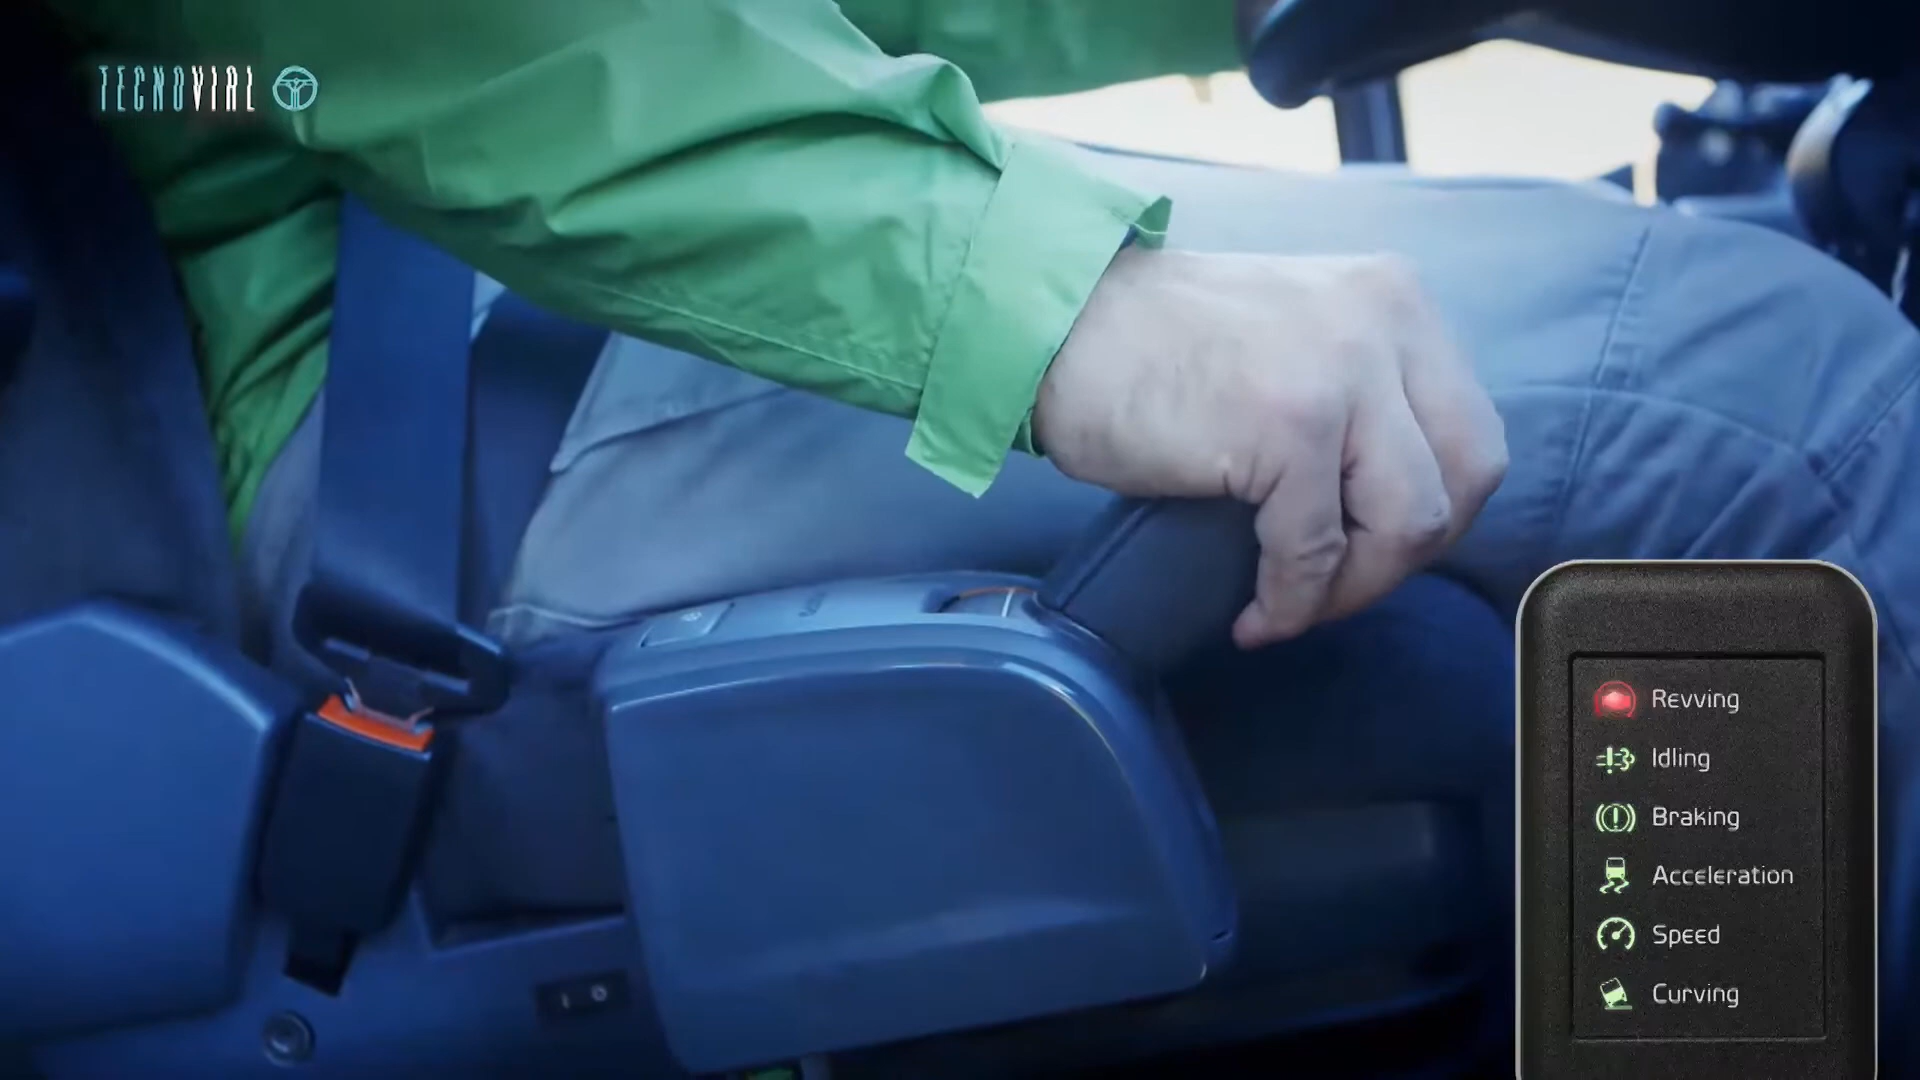 TECNOVIAL
Revving
Idling
Braking
Acceleration
Speed
Curving